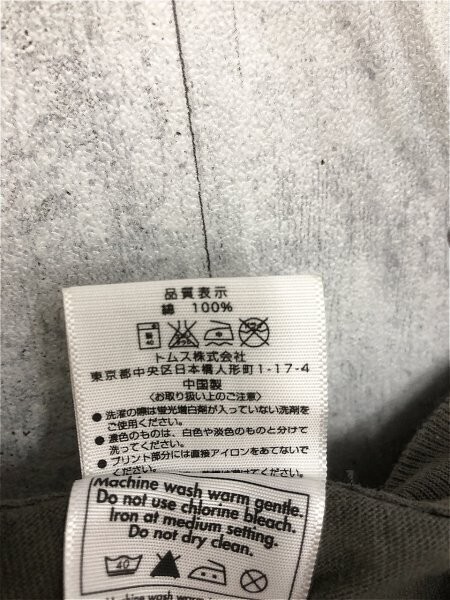 品質表示
綿 100%
トムス株式会社
東京都中央区日本橋人形町1-17-4
中国製
〈お取り扱い上のご注意〉
● 洗濯の際は蛍光増白剤が入っていない洗剤を
ご使用ください。
● 濃色のものは、白色や淡色のものと分けて
洗ってください。
● プリント部分には直接アイロンをあてないで
ください。
Machine wash warm gentle.
Do not use chlorine bleach.
Iron at medium setting.
Do not dry clean.
40
Machine wash warm gentle.